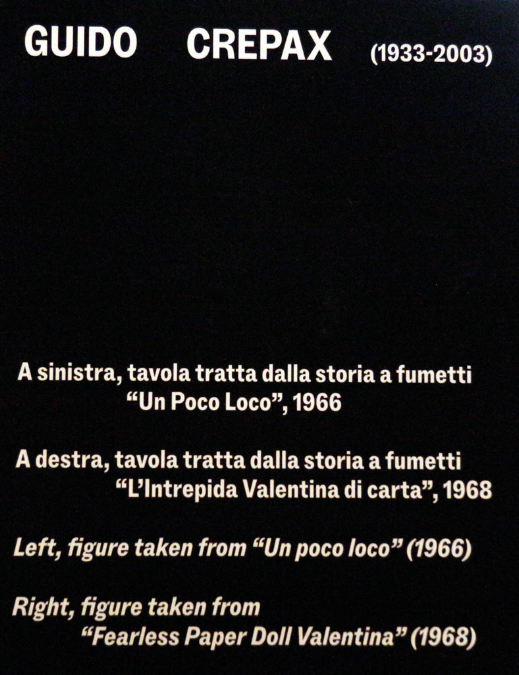 GUIDO CREPAX (1933-2003)
A sinistra, tavola tratta dalla storia a fumetti
“Un Poco Loco”, 1966
A destra, tavola tratta dalla storia a fumetti
“L’Intrepida Valentina di carta”, 1968
Left, figure taken from “Un poco loco” (1966)
Right, figure taken from
“Fearless Paper Doll Valentina” (1968)